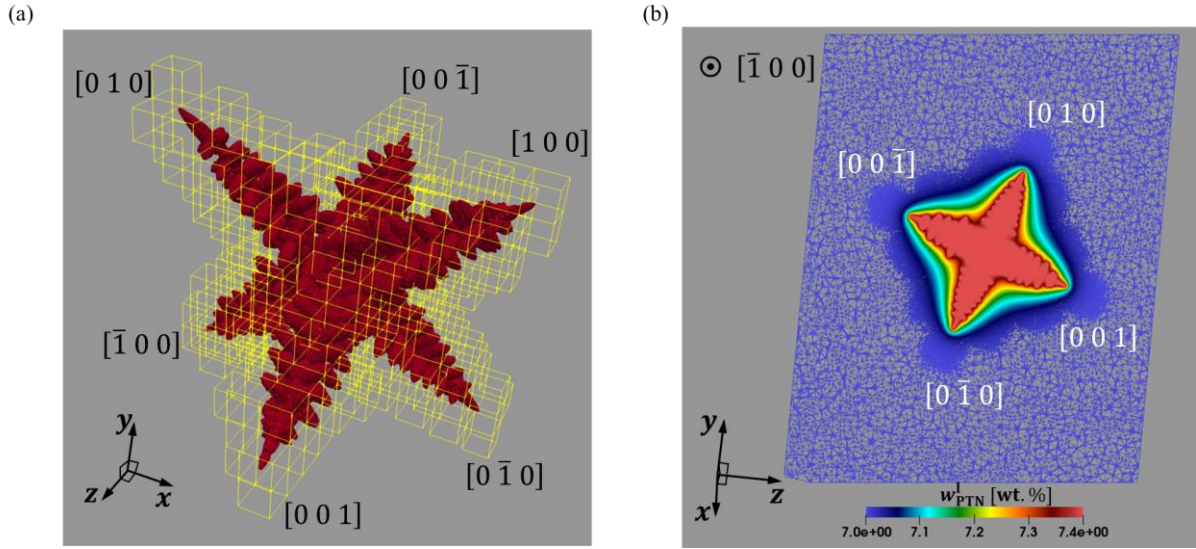 (a)
(b)
[0 1 0]
[0 0 1̅]
[1 0 0]
[1̅ 0 0]
[0 1̅ 0]
[0 0 1]
y
z
x
[1̅ 0 0]
[0 1 0]
[0 0 1̅]
[0 0 1]
[0 1̅ 0]
y
x
z
wPTN [wt. %]
7.0e+00 7.1 7.2 7.3 7.4e+00